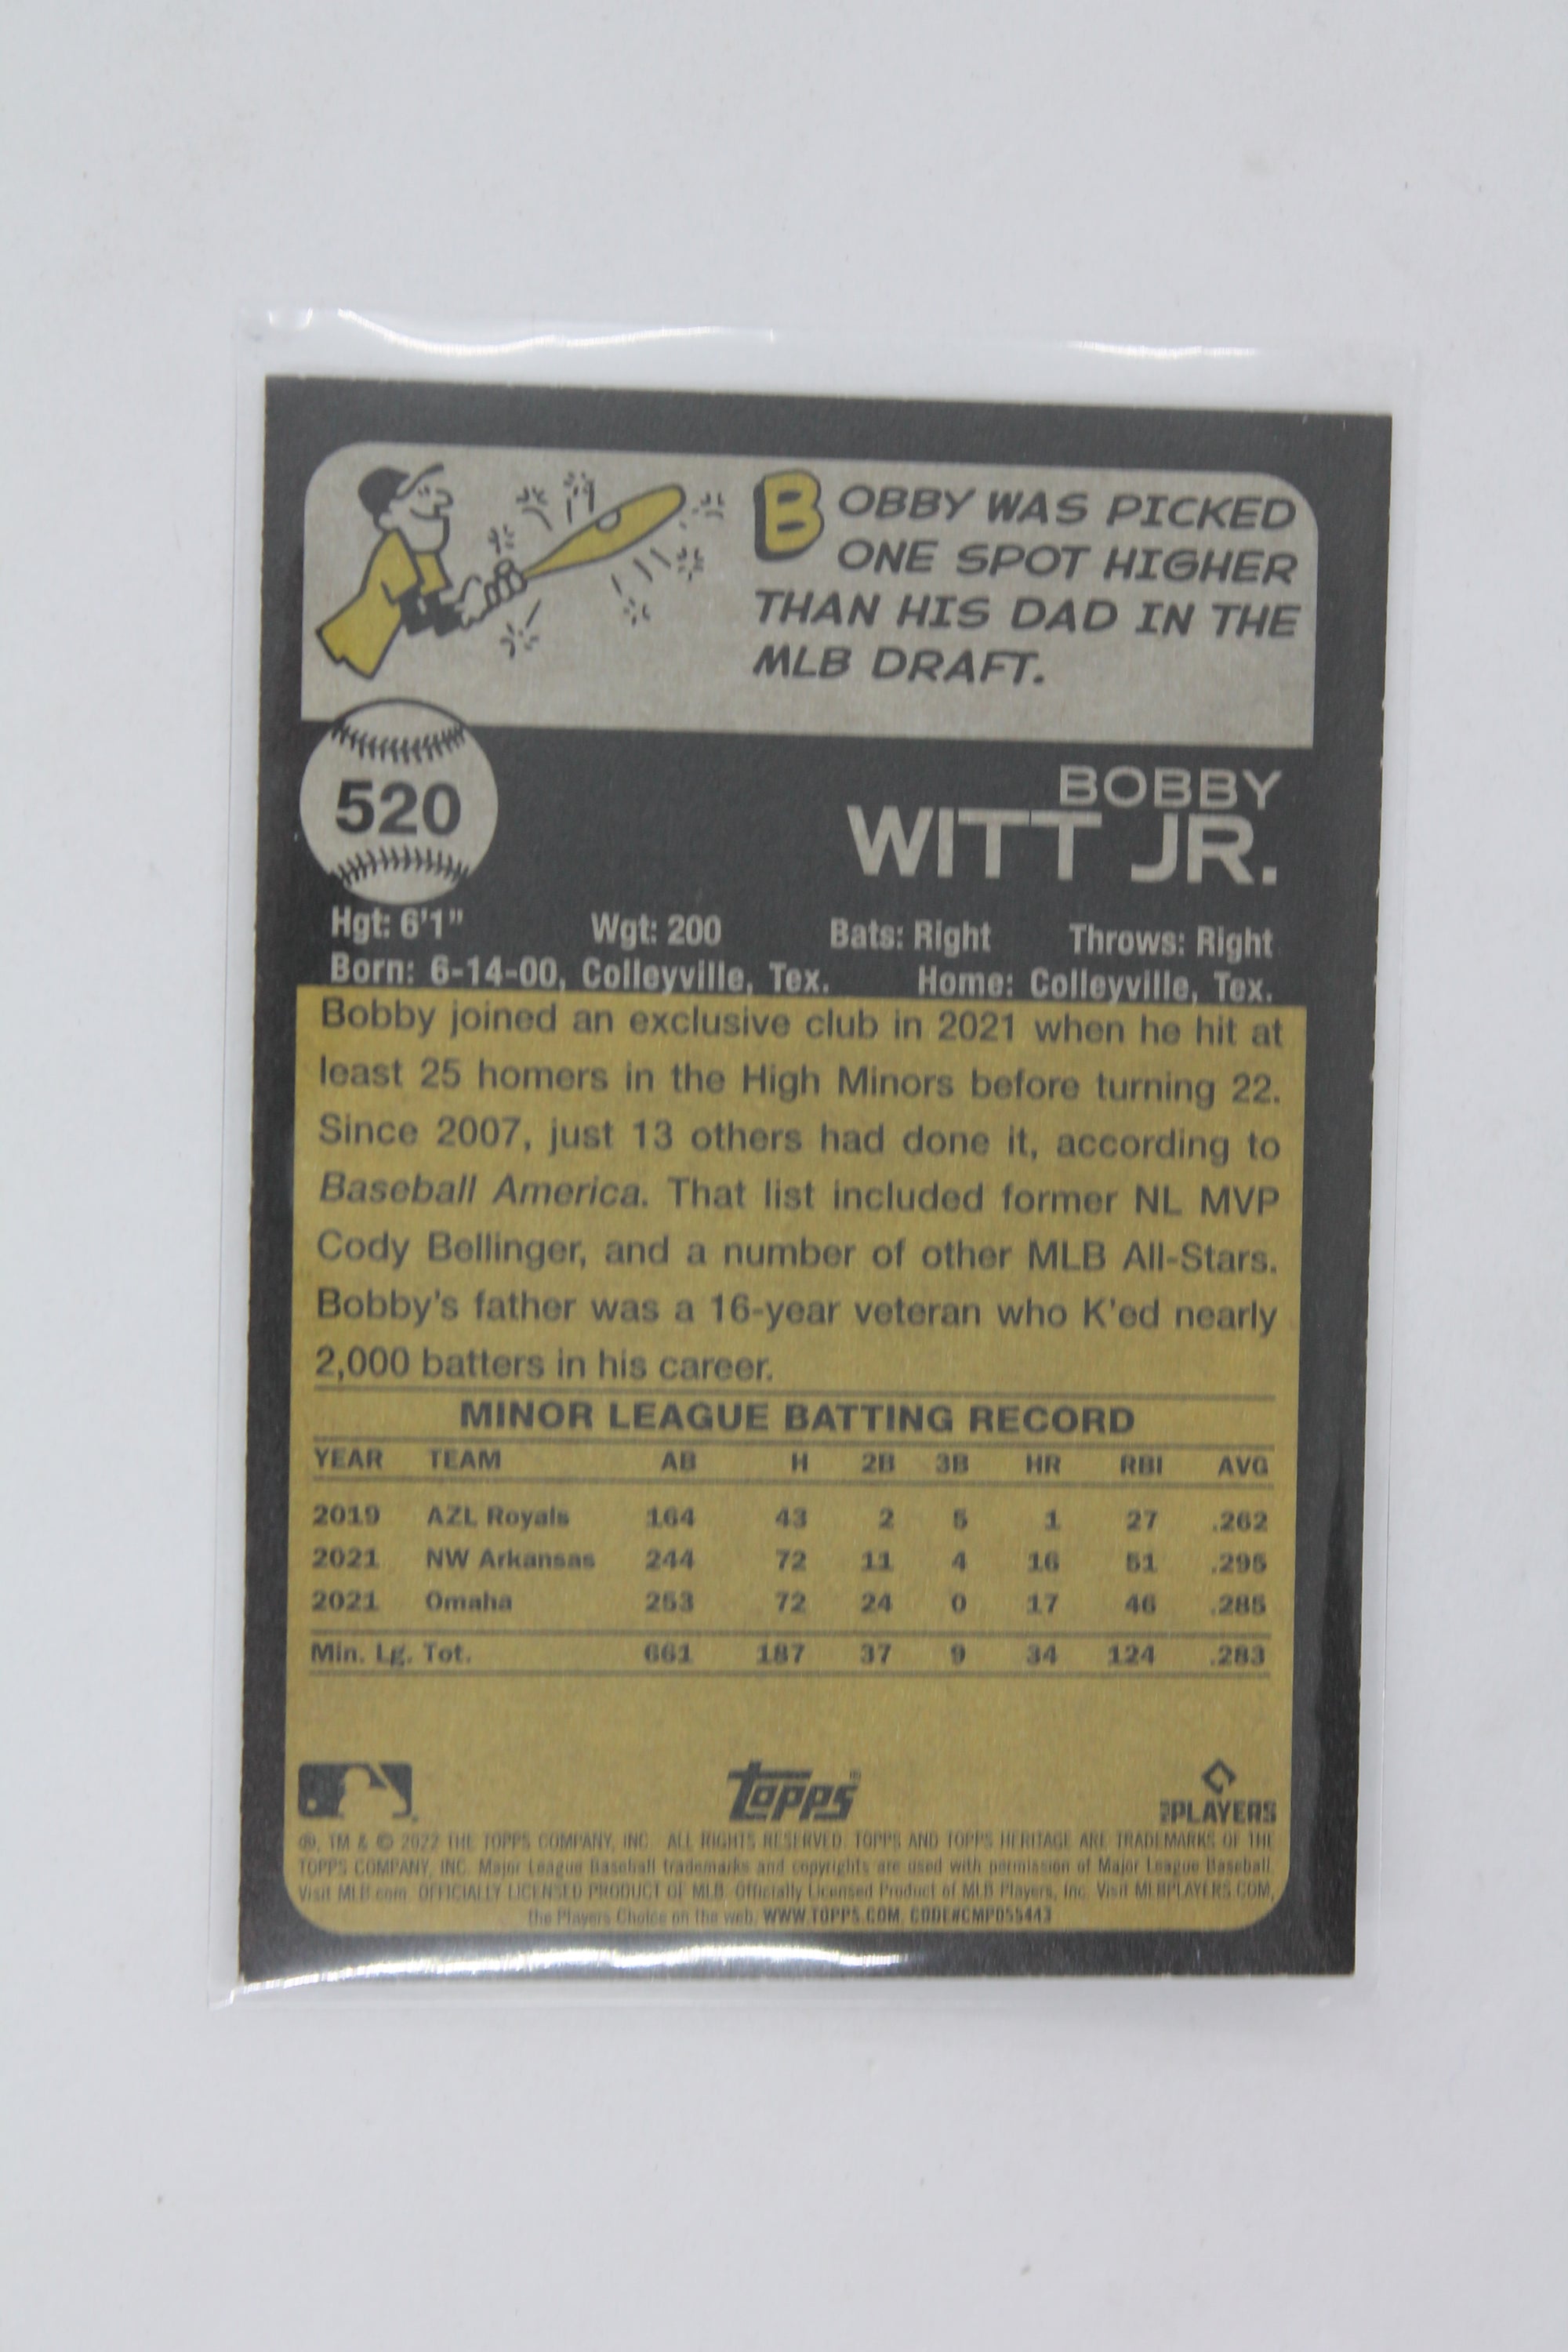 BOBBY WAS PICKED
ONE SPOT HIGHER
THAN HIS DAD IN THE
MLB DRAFT.
520
BOBBY
WITT JR.
Hgt: 6'1" Wgt: 200 Bats: Right Throws: Right
Born: 6-14-00, Colleyville, Tex. Home: Colleyville, Tex.
Bobby joined an exclusive club in 2021 when he hit at
least 25 homers in the High Minors before turning 22.
Since 2007, just 13 others had done it, according to
Baseball America. That list included former NL MVP
Cody Bellinger, and a number of other MLB All-Stars.
Bobby's father was a 16-year veteran who K'ed nearly
2,000 batters in his career.
MINOR LEAGUE BATTING RECORD
YEAR TEAM AB H 2B 3B HR RBI AVG
2019 AZL Royals 164 43 2 5 1 27 .262
2021 NW Arkansas 244 72 11 4 16 51 .295
2021 Omaha 253 72 24 0 17 46 .285
Min. Lg. Tot. 661 187 37 9 34 124 .283
Topps®
PLAYERS
®, TM & © 2022 THE TOPPS COMPANY, INC. ALL RIGHTS RESERVED. TOPPS AND TOPPS HERITAGE ARE TRADEMARKS OF THE
TOPPS COMPANY, INC. Major League Baseball trademarks and copyrights are used with permission of Major League Baseball.
Visit MLB.com. OFFICIALLY LICENSED PRODUCT OF MLB. Officially Licensed Product of MLB Players, Inc. Visit MLBPLAYERS.COM,
the Players Choice on the web. WWW.TOPPS.COM. CODE#CMP055443